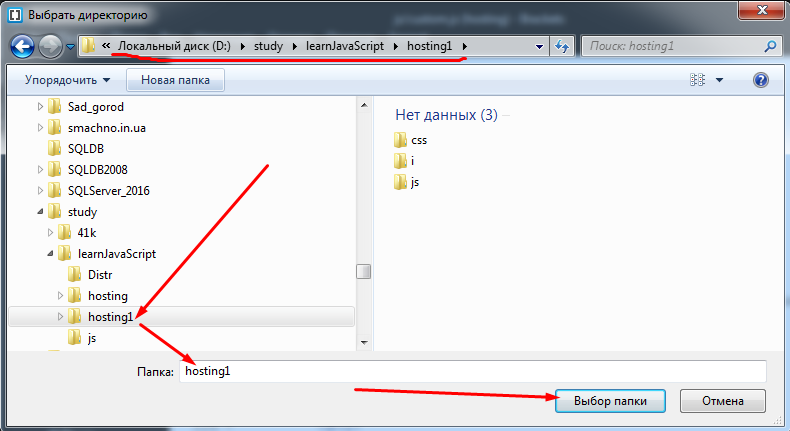 Выбрать директорию
« Локальный диск (D:) study learnJavaScript hosting1
Поиск: hosting1
Упорядочить Новая папка
Sad_gorod
smachno.in.ua
SQLDB
SQLDB2008
SQLServer_2016
study
41k
learnJavaScript
Distr
hosting
hosting1
js
Нет данных (3)
css
i
js
Папка: hosting1
Выбор папки Отмена